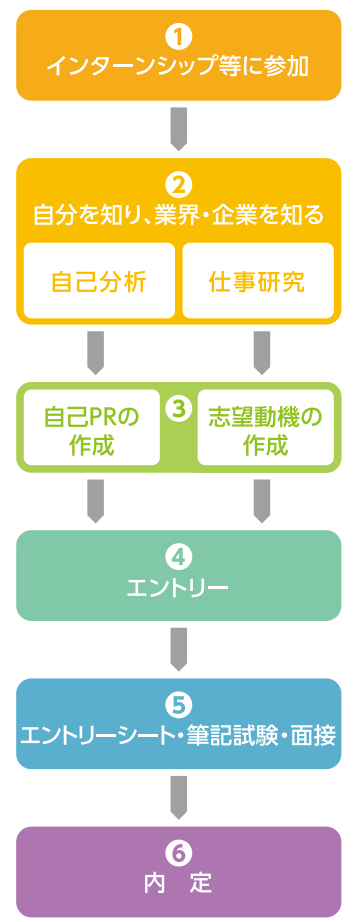 1
インターンシップ等に参加
2
自分を知り、業界・企業を知る
自己分析
仕事研究
3
自己PRの
作成
志望動機の
作成
4
エントリー
5
エントリーシート・筆記試験・面接
6
内　定